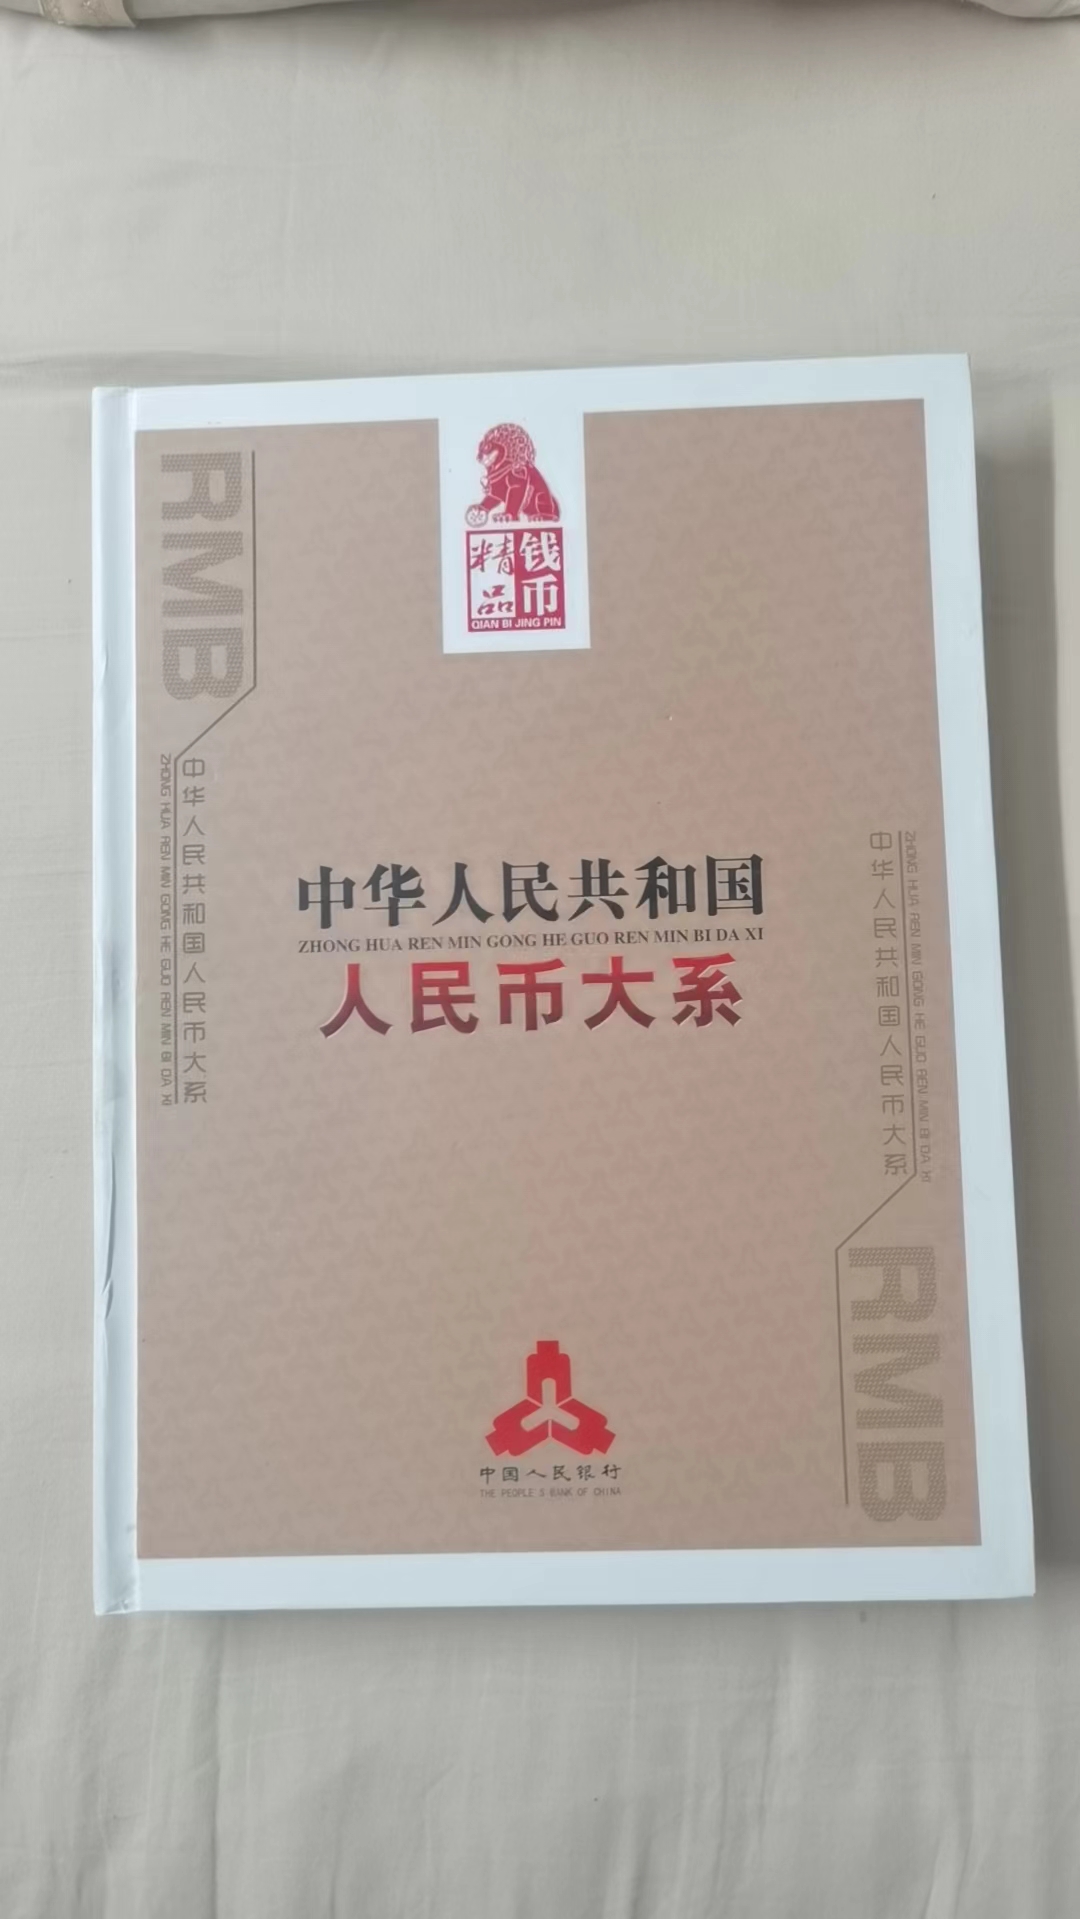 RMB
中华人民共和国人民币大系
ZHONG HUA REN MIN GONG HE GUO REN MIN BI DA XI
钱币
精品
QIAN BI JING PIN
中华人民共和国
ZHONG HUA REN MIN GONG HE GUO REN MIN BI DA XI
人民币大系
ZHONG HUA REN MIN GONG HE GUO REN MIN BI DA XI
中华人民共和国人民币大系
RMB
中国人民银行
THE PEOPLE'S BANK OF CHINA